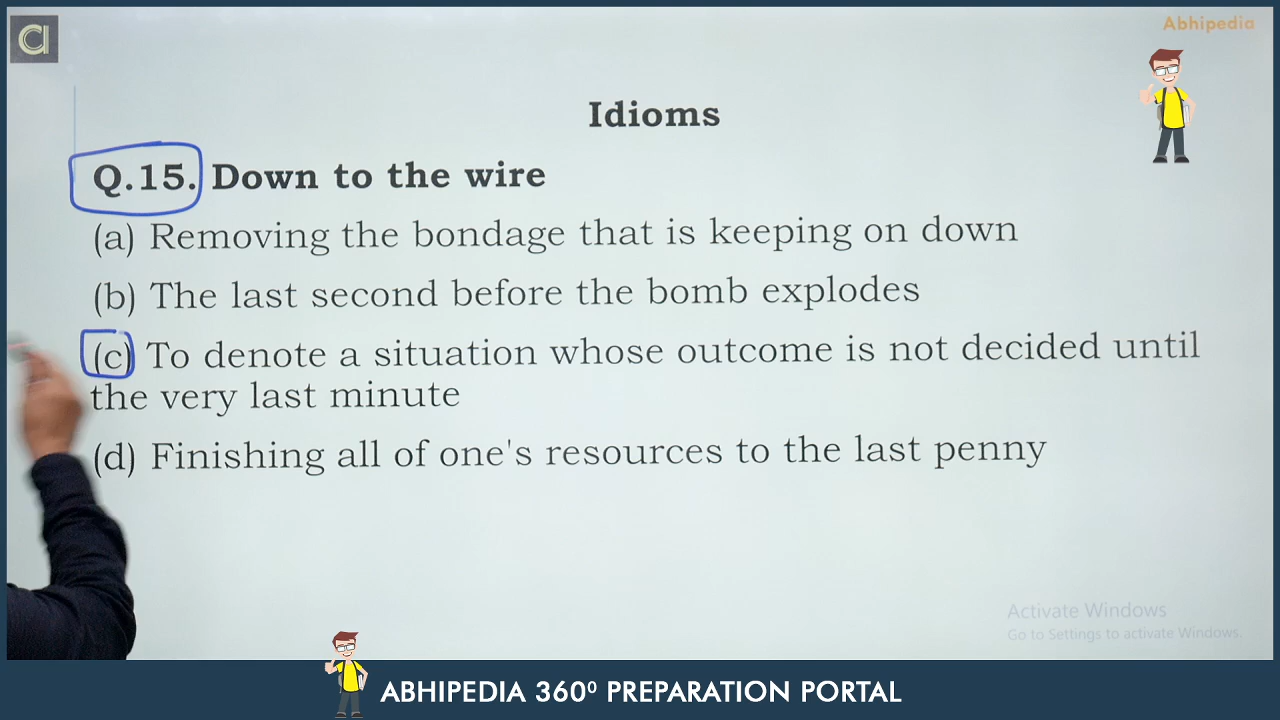 Abhipedia
Idioms
Q.15. Down to the wire
(a) Removing the bondage that is keeping on down
(b) The last second before the bomb explodes
(c) To denote a situation whose outcome is not decided until
the very last minute
(d) Finishing all of one's resources to the last penny
Activate Windows
Go to Settings to activate Windows.
ABHIPEDIA 360⁰ PREPARATION PORTAL